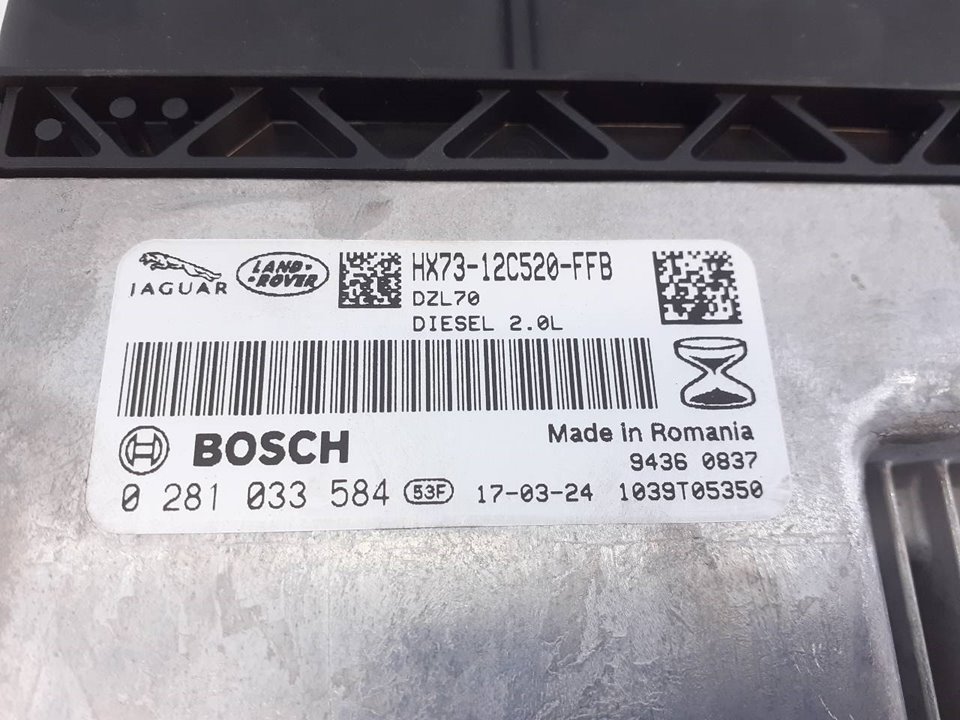 JAGUAR LAND-ROVER HX73-12C520-FFB
DZL70
DIESEL 2.0L
BOSCH Made in Romania
9436 0837
0 281 033 584 53F 17-03-24 1039T05350